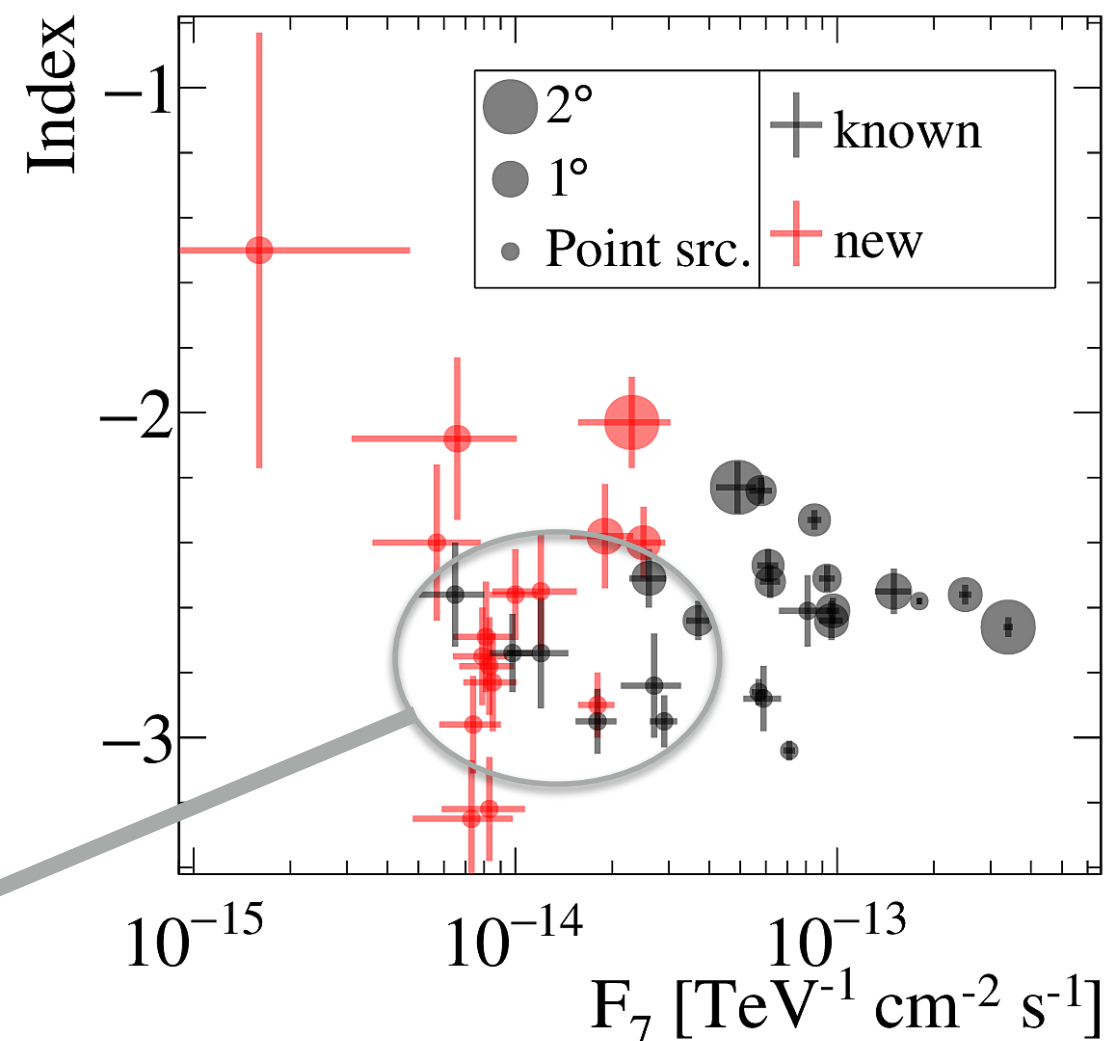 Index
−1
−2
−3
2° known
1°
Point src. new
10⁻¹⁵ 10⁻¹⁴ 10⁻¹³
F₇ [TeV⁻¹ cm⁻² s⁻¹]